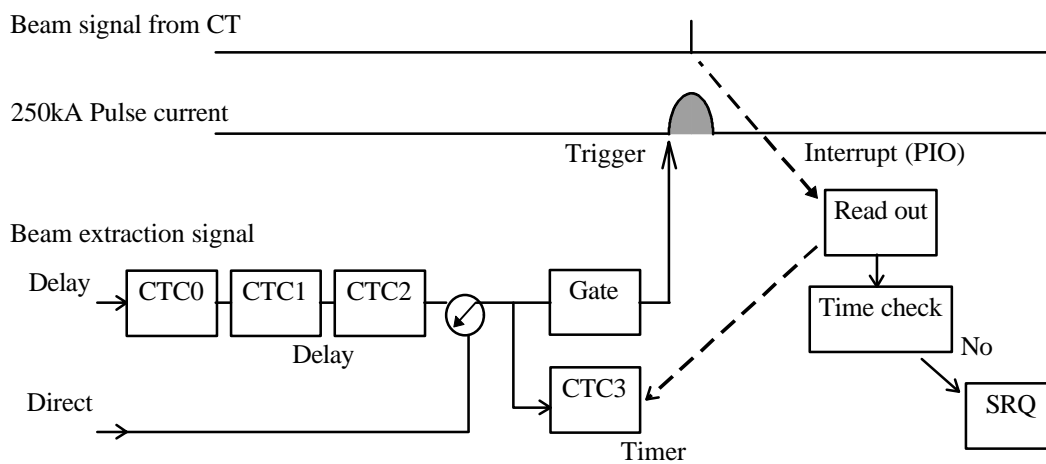 Beam signal from CT
250kA Pulse current
Trigger
Interrupt (PIO)
Read out
Beam extraction signal
Delay
CTC0
CTC1
CTC2
Gate
Time check
Delay
No
Direct
CTC3
SRQ
Timer